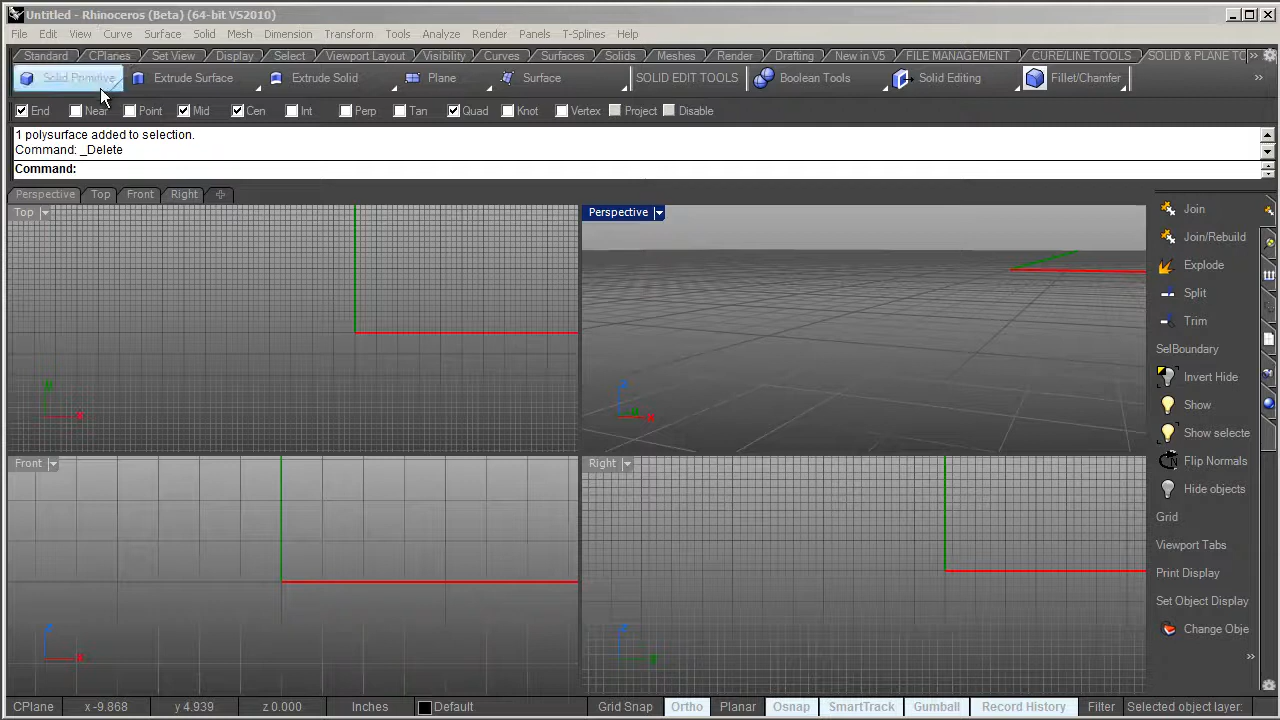 Untitled - Rhinoceros (Beta) (64-bit VS2010)
File Edit View Curve Surface Solid Mesh Dimension Transform Tools Analyze Render Panels T-Splines Help
Standard CPlanes Set View Display Select Viewport Layout Visibility Curves Surfaces Solids Meshes Render Drafting New in V5 FILE MANAGEMENT CURE/LINE TOOLS SOLID & PLANE TC
Solid Primitive Extrude Surface Extrude Solid Plane Surface SOLID EDIT TOOLS Boolean Tools Solid Editing Fillet/Chamfer
End Near Point Mid Cen Int Perp Tan Quad Knot Vertex Project Disable
1 polysurface added to selection.
Command: _Delete
Command:
Perspective Top Front Right
Top
Perspective
Front
Right
Join
Join/Rebuild
Explode
Split
Trim
SelBoundary
Invert Hide
Show
Show selecte
Flip Normals
Hide objects
Grid
Viewport Tabs
Print Display
Set Object Display
Change Obje
CPlane x -9.868 y 4.939 z 0.000 Inches Default Grid Snap Ortho Planar Osnap SmartTrack Gumball Record History Filter Selected object layer: